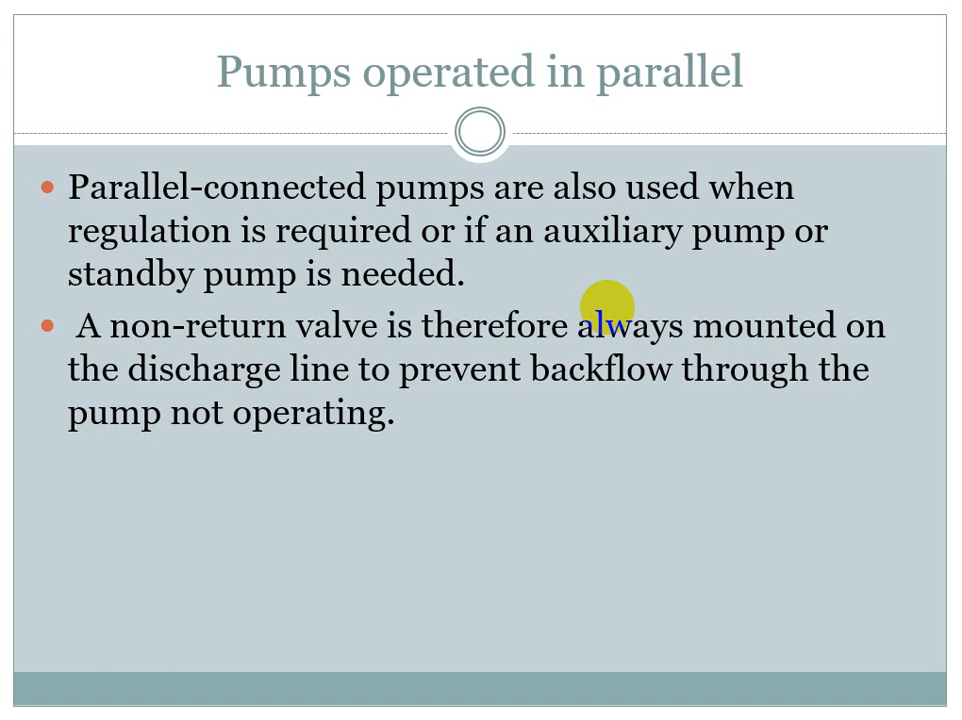 Pumps operated in parallel
• Parallel-connected pumps are also used when
regulation is required or if an auxiliary pump or
standby pump is needed.
• A non-return valve is therefore always mounted on
the discharge line to prevent backflow through the
pump not operating.